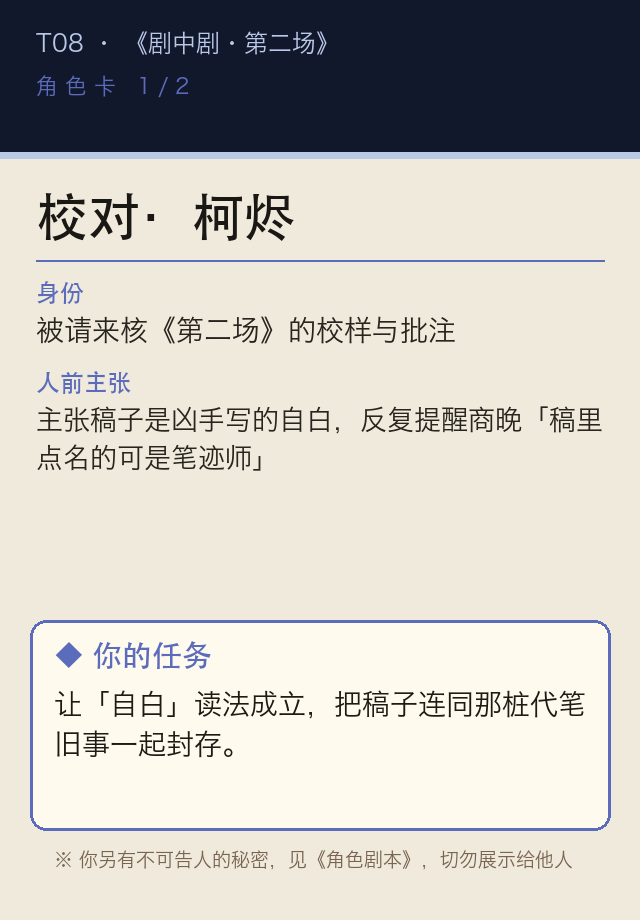 T08 · 《剧中剧·第二场》
角色卡 1/2
校对· 柯烬
身份
被请来核《第二场》的校样与批注
人前主张
主张稿子是凶手写的自白，反复提醒商晚「稿里
点名的可是笔迹师」
◆ 你的任务
让「自白」读法成立，把稿子连同那桩代笔
旧事一起封存。
※ 你另有不可告人的秘密，见《角色剧本》，切勿展示给他人